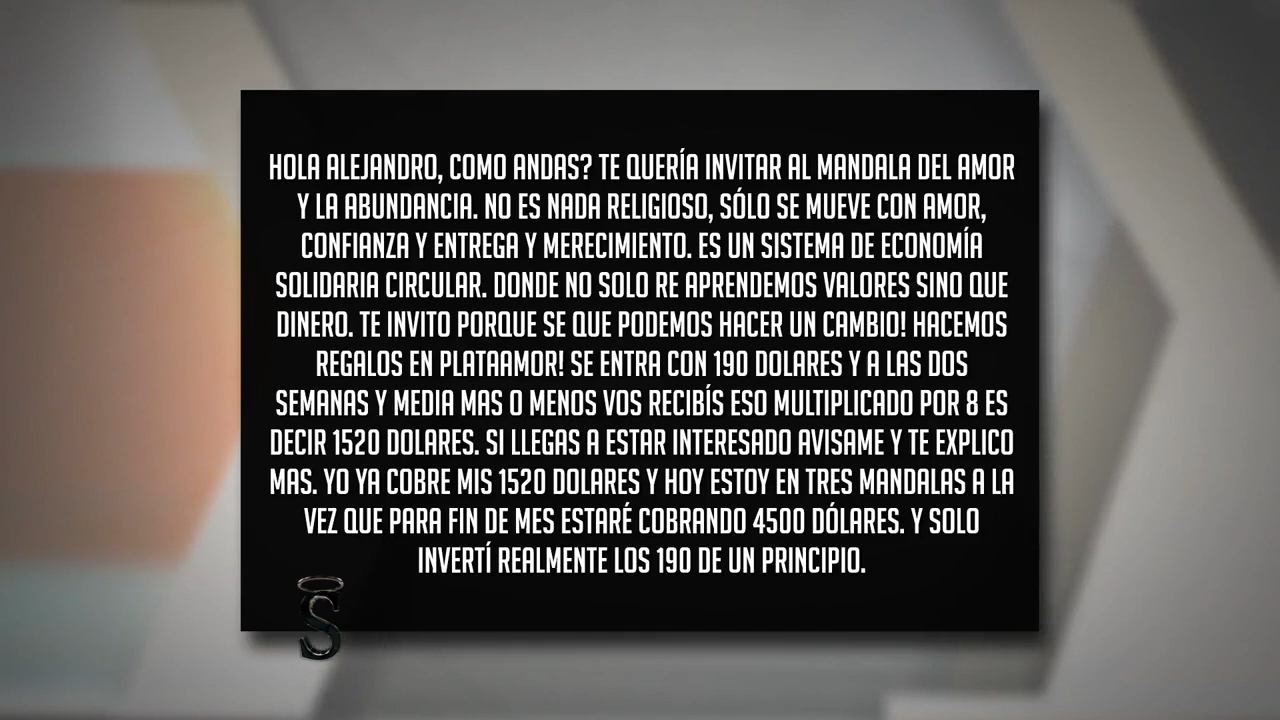 HOLA ALEJANDRO, COMO ANDAS? TE QUERÍA INVITAR AL MANDALA DEL AMOR
Y LA ABUNDANCIA. NO ES NADA RELIGIOSO, SÓLO SE MUEVE CON AMOR,
CONFIANZA Y ENTREGA Y MERECIMIENTO. ES UN SISTEMA DE ECONOMÍA
SOLIDARIA CIRCULAR. DONDE NO SOLO RE APRENDEMOS VALORES SINO QUE
DINERO. TE INVITO PORQUE SE QUE PODEMOS HACER UN CAMBIO! HACEMOS
REGALOS EN PLATAAMOR! SE ENTRA CON 190 DOLARES Y A LAS DOS
SEMANAS Y MEDIA MAS O MENOS VOS RECIBÍS ESO MULTIPLICADO POR 8 ES
DECIR 1520 DOLARES. SI LLEGAS A ESTAR INTERESADO AVISAME Y TE EXPLICO
MAS. YO YA COBRE MIS 1520 DOLARES Y HOY ESTOY EN TRES MANDALAS A LA
VEZ QUE PARA FIN DE MES ESTARÉ COBRANDO 4500 DÓLARES. Y SOLO
INVERTÍ REALMENTE LOS 190 DE UN PRINCIPIO.
S